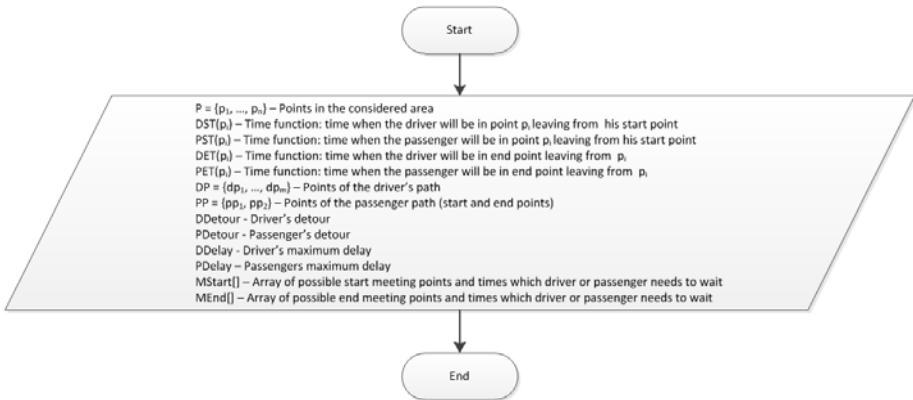 Start
P = {p₁, ..., pₙ} – Points in the considered area
DST(pᵢ) – Time function: time when the driver will be in point pᵢ leaving from his start point
PST(pᵢ) – Time function: time when the passenger will be in point pᵢ leaving from his start point
DET(pᵢ) – Time function: time when the driver will be in end point leaving from pᵢ
PET(pᵢ) – Time function: time when the passenger will be in end point leaving from pᵢ
DP = {dp₁, ..., dpₘ} – Points of the driver's path
PP = {pp₁, pp₂} – Points of the passenger path (start and end points)
DDetour - Driver's detour
PDetour - Passenger's detour
DDelay - Driver's maximum delay
PDelay – Passengers maximum delay
MStart[] – Array of possible start meeting points and times which driver or passenger needs to wait
MEnd[] – Array of possible end meeting points and times which driver or passenger needs to wait
End